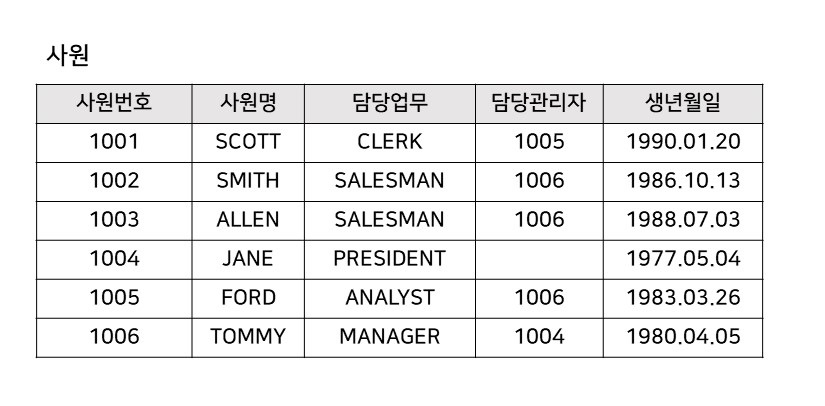 사원
사원번호 사원명 담당업무 담당관리자 생년월일
1001 SCOTT CLERK 1005 1990.01.20
1002 SMITH SALESMAN 1006 1986.10.13
1003 ALLEN SALESMAN 1006 1988.07.03
1004 JANE PRESIDENT 1977.05.04
1005 FORD ANALYST 1006 1983.03.26
1006 TOMMY MANAGER 1004 1980.04.05